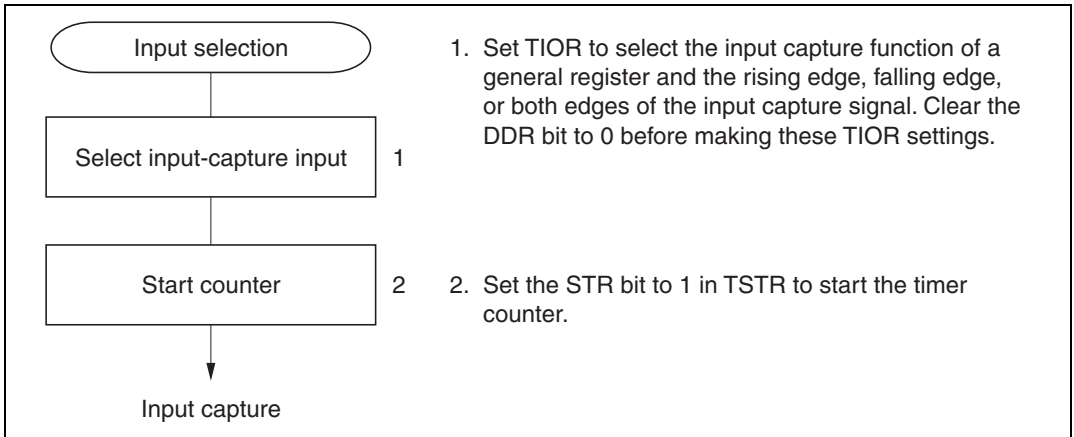 Input selection
Select input-capture input
1
Start counter
2
Input capture
1. Set TIOR to select the input capture function of a
general register and the rising edge, falling edge,
or both edges of the input capture signal. Clear the
DDR bit to 0 before making these TIOR settings.
2. Set the STR bit to 1 in TSTR to start the timer
counter.